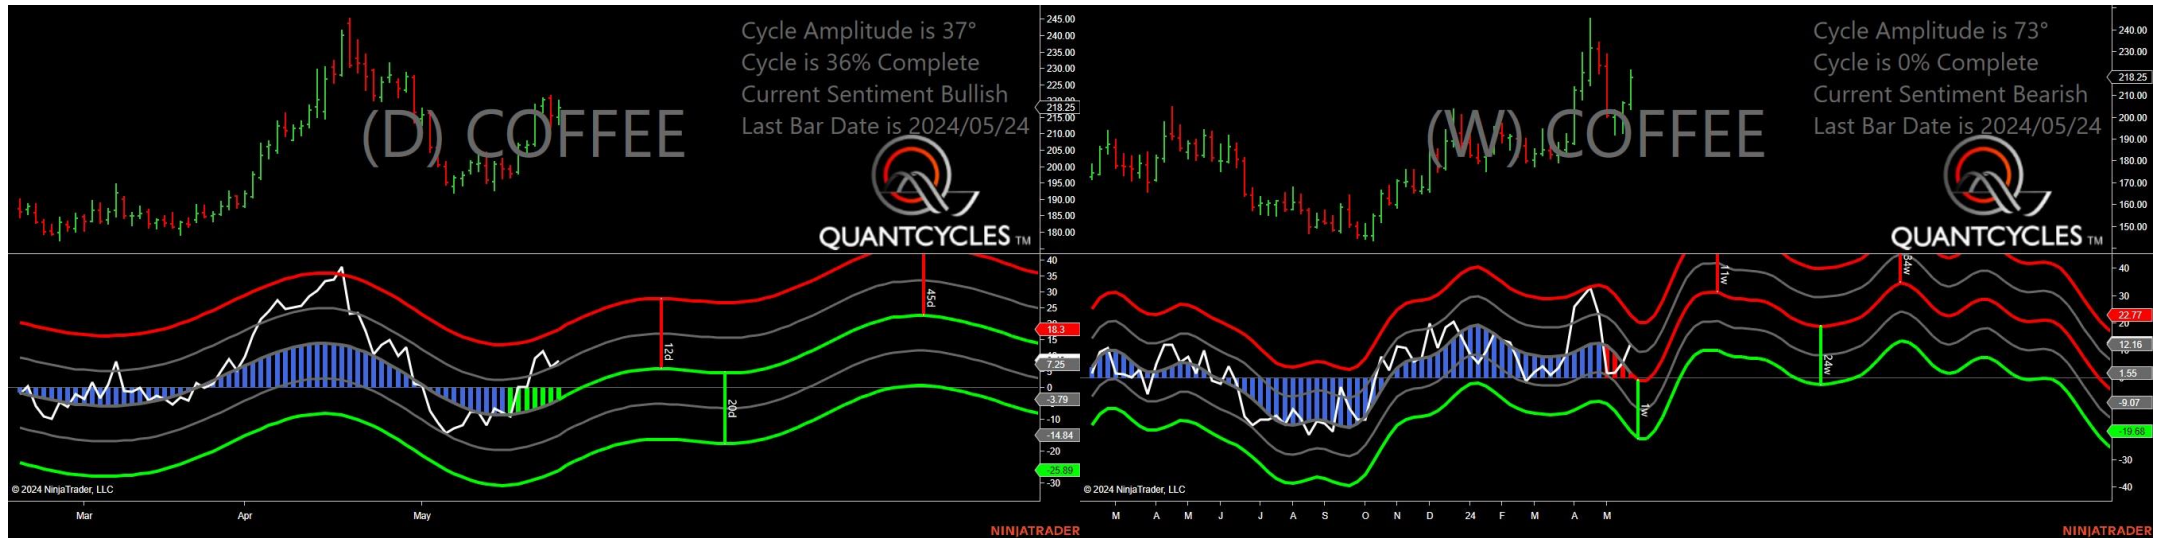 Cycle Amplitude is 37°
Cycle is 36% Complete
Current Sentiment Bullish
Last Bar Date is 2024/05/24
(D) COFFEE
QUANTCYCLES TM
245.00
240.00
235.00
230.00
225.00
218.25
215.00
210.00
205.00
200.00
195.00
190.00
185.00
180.00
40
35
30
25
18.3
7.25
0
-3.79
-10
-14.84
-20
-25.89
-30
12d
20d
45d
© 2024 NinjaTrader, LLC
Mar Apr May
NINJATRADER
Cycle Amplitude is 73°
Cycle is 0% Complete
Current Sentiment Bearish
Last Bar Date is 2024/05/24
(W) COFFEE
QUANTCYCLES TM
240.00
230.00
218.25
210.00
200.00
190.00
180.00
170.00
160.00
150.00
40
30
22.77
20
12.16
1.55
-9.07
-19.68
-30
-40
1w
11w
24w
34w
© 2024 NinjaTrader, LLC
M A M J J A S O N D 24 F M A M
NINJATRADER